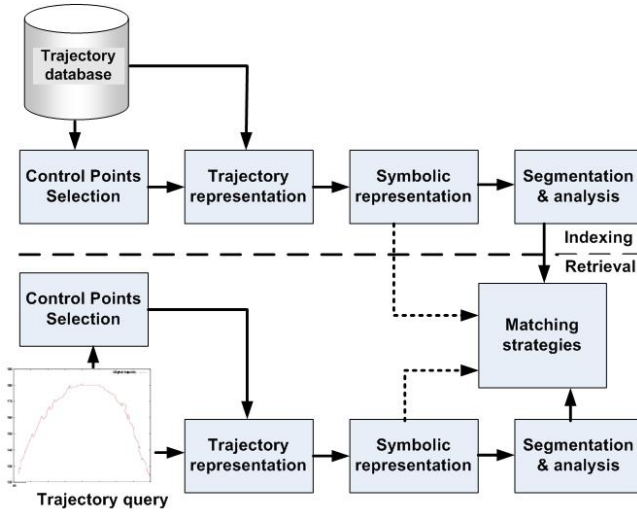 Trajectory
database
Control Points
Selection
Trajectory
representation
Symbolic
representation
Segmentation
& analysis
Indexing
Retrieval
Control Points
Selection
Matching
strategies
Trajectory
representation
Symbolic
representation
Segmentation
& analysis
Trajectory query